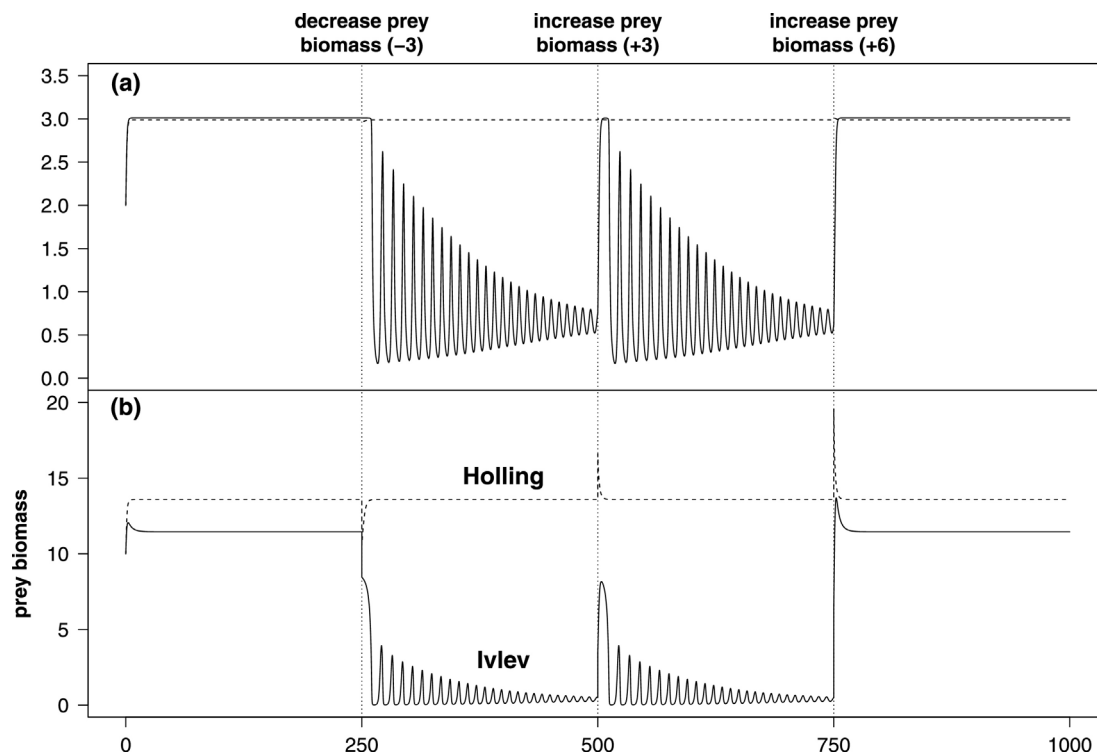 decrease prey increase prey increase prey
biomass (−3) biomass (+3) biomass (+6)
(a)
3.5
3.0
2.5
2.0
1.5
1.0
0.5
0.0
(b)
20
15
10
5
0
prey biomass
Holling
Ivlev
0 250 500 750 1000